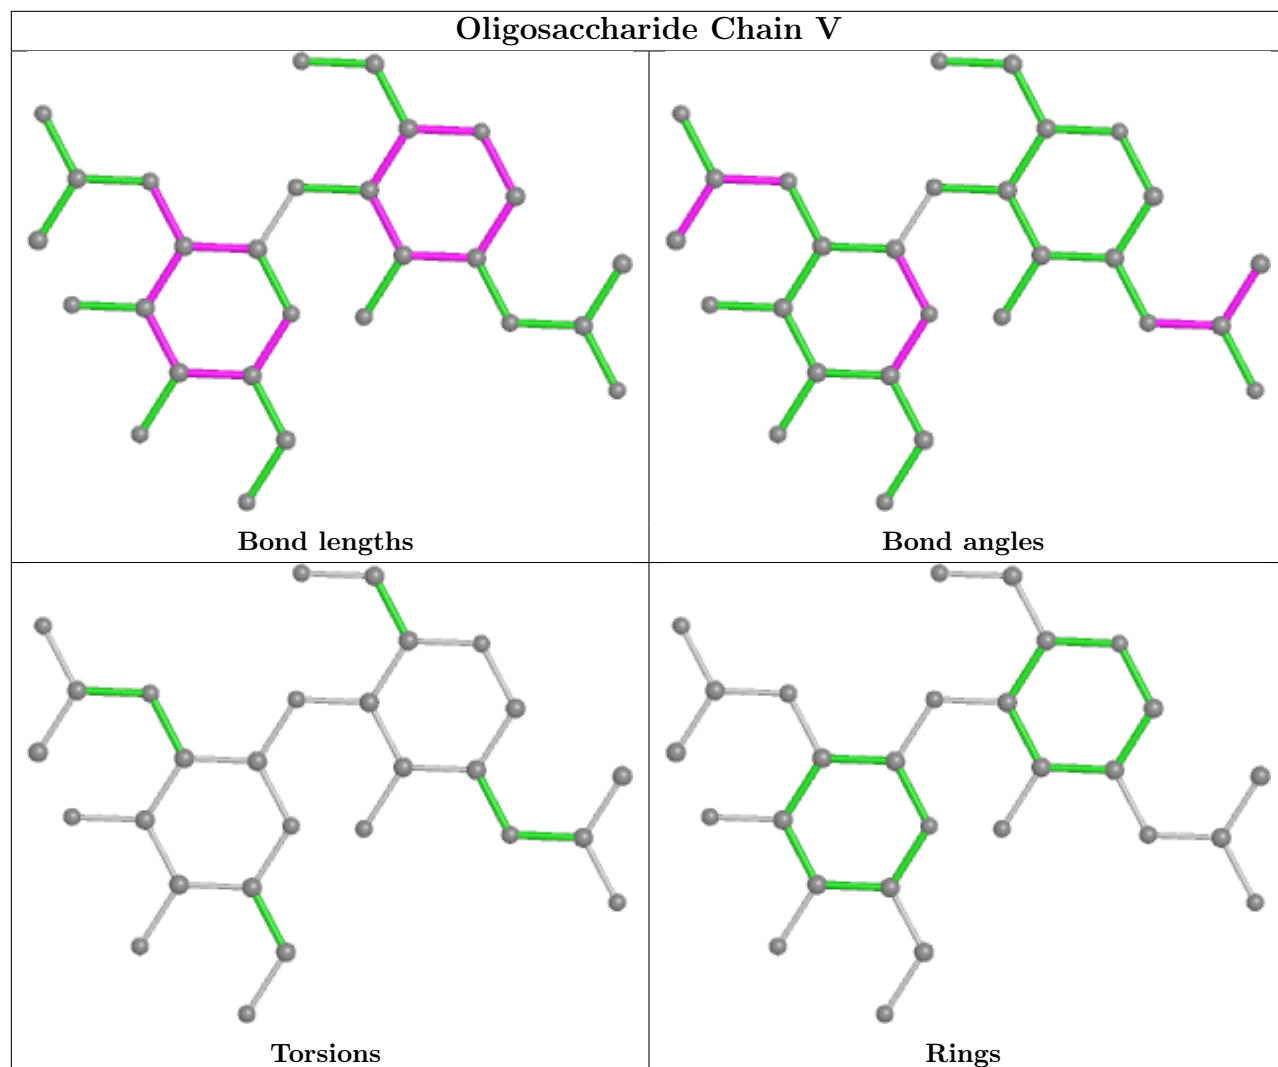 Oligosaccharide Chain V
Bond lengths
Bond angles
Torsions
Rings